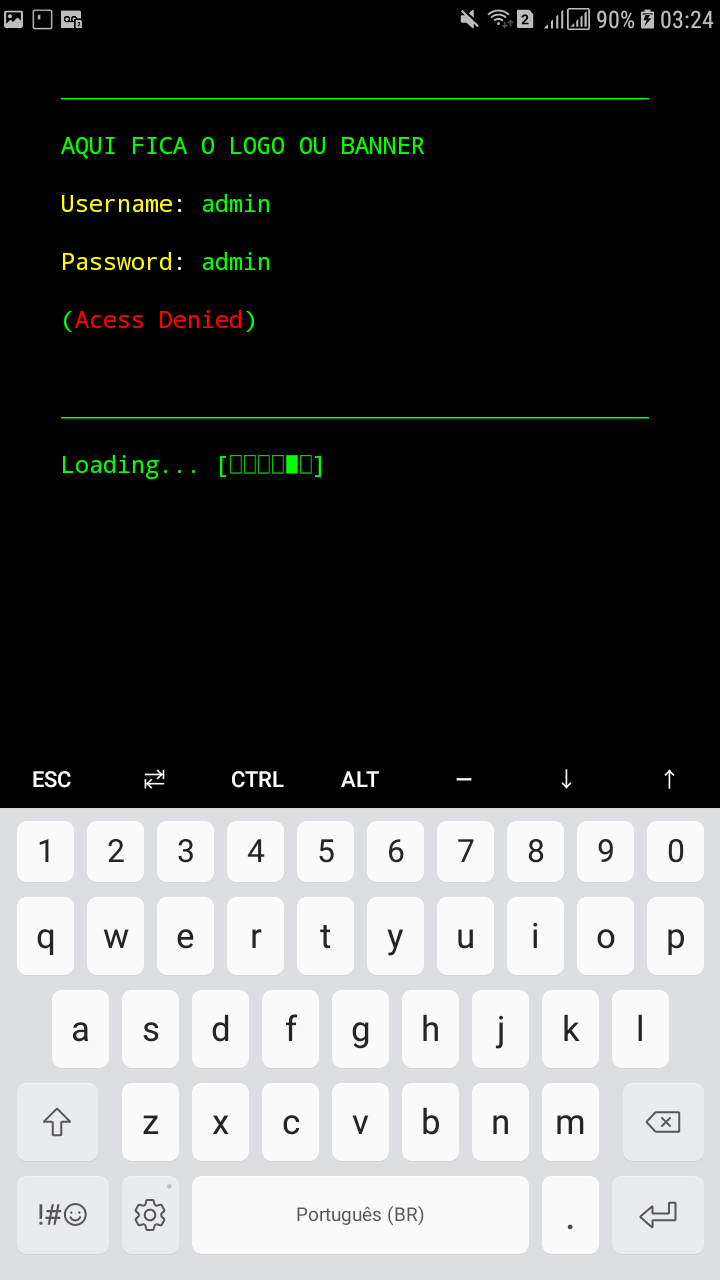 90% 03:24
AQUI FICA O LOGO OU BANNER
Username: admin
Password: admin
(Acess Denied)
Loading... [□□□□■□]
ESC ⇄ CTRL ALT — ↓ ↑
1 2 3 4 5 6 7 8 9 0
q w e r t y u i o p
a s d f g h j k l
z x c v b n m
!#☺ Português (BR) .